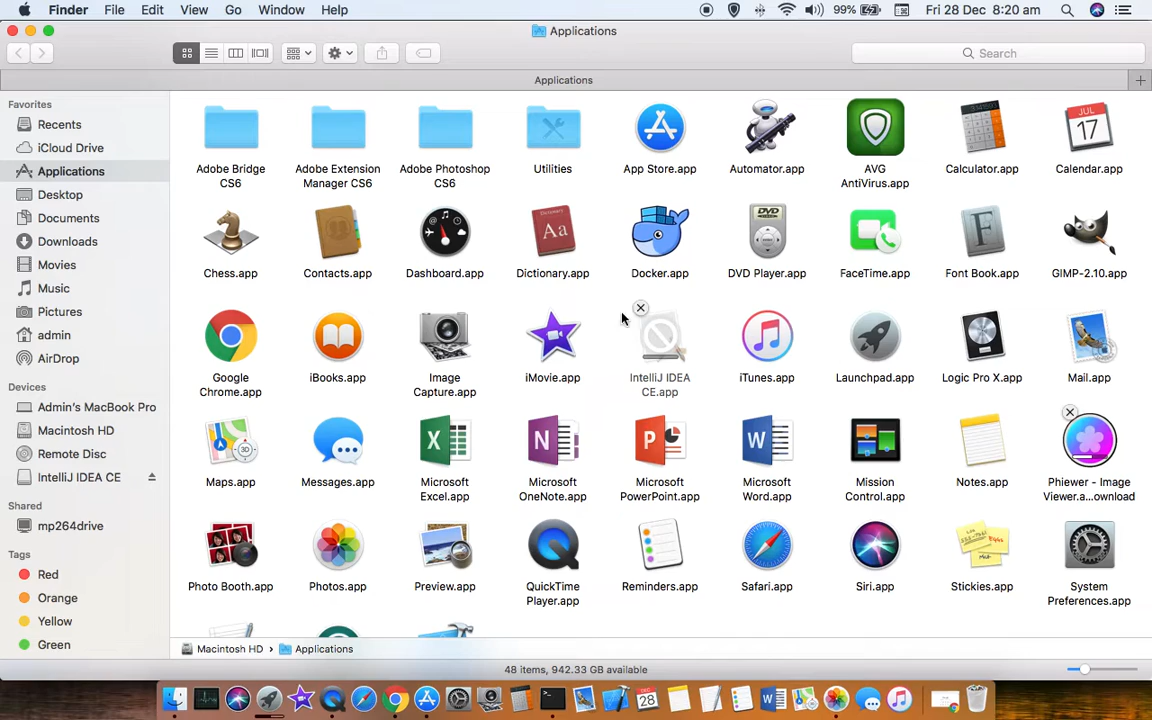 Finder File Edit View Go Window Help 99% Fri 28 Dec 8:20 am
Applications
Search
Applications
Favorites
Recents
iCloud Drive
Applications
Desktop
Documents
Downloads
Movies
Music
Pictures
admin
AirDrop
Devices
Admin's MacBook Pro
Macintosh HD
Remote Disc
IntelliJ IDEA CE
Shared
mp264drive
Tags
Red
Orange
Yellow
Green
Adobe Bridge
CS6
Adobe Extension
Manager CS6
Adobe Photoshop
CS6
Utilities
App Store.app
Automator.app
AVG
AntiVirus.app
Calculator.app
JUL
17
Calendar.app
Chess.app
Contacts.app
Dashboard.app
Dictionary
Aa
Dictionary.app
Docker.app
DVD
DVD Player.app
FaceTime.app
F
Font Book.app
GIMP-2.10.app
Google
Chrome.app
iBooks.app
Image
Capture.app
iMovie.app
IntelliJ IDEA
CE.app
iTunes.app
Launchpad.app
Logic Pro X.app
Mail.app
3D
Maps.app
Messages.app
X
Microsoft
Excel.app
N
Microsoft
OneNote.app
P
Microsoft
PowerPoint.app
W
Microsoft
Word.app
Mission
Control.app
Notes.app
Phiewer - Image
Viewer.a...ownload
Photo Booth.app
Photos.app
Preview.app
QuickTime
Player.app
Reminders.app
Safari.app
Siri.app
Stickies.app
System
Preferences.app
Macintosh HD Applications
48 items, 942.33 GB available
DEC
28
W